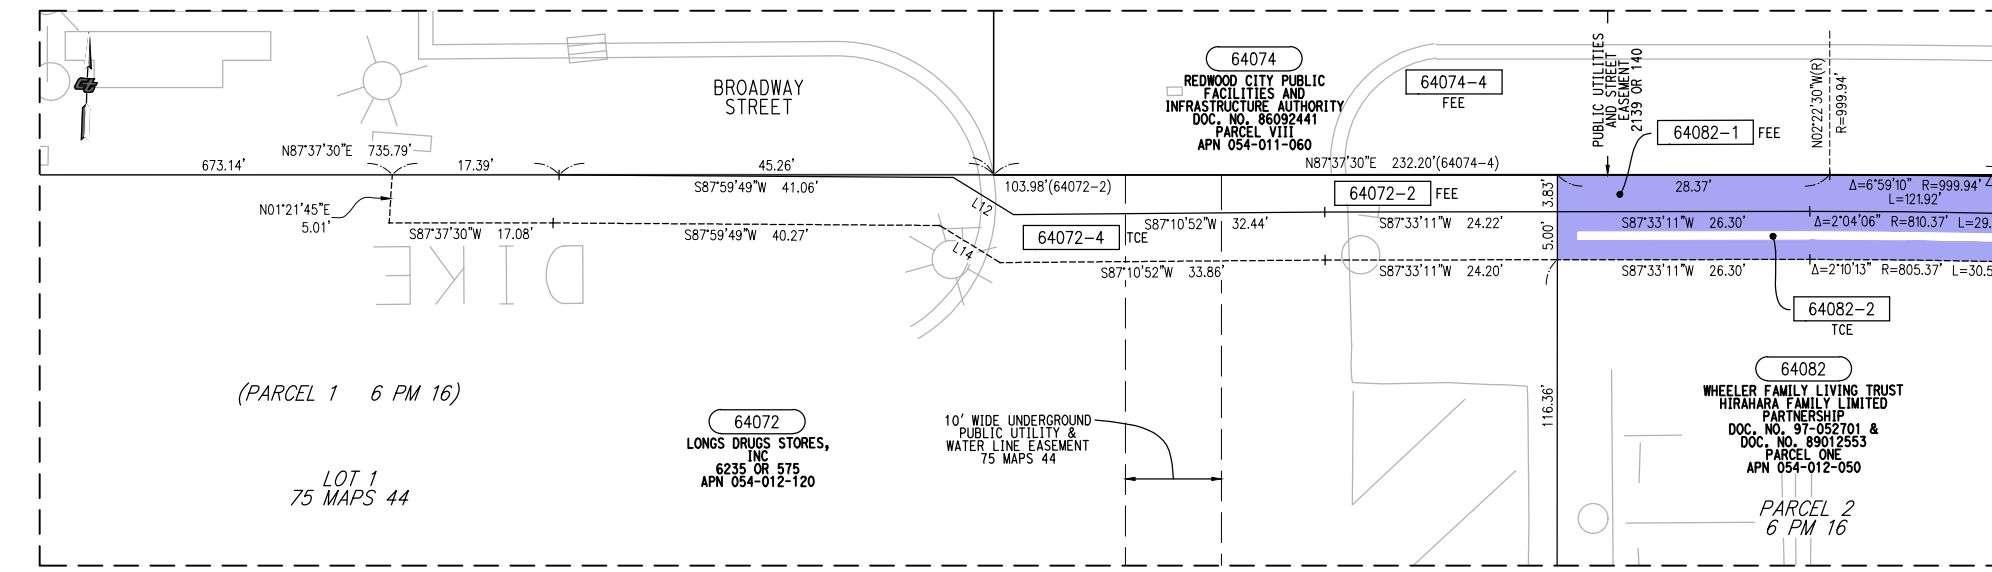 BROADWAY
STREET
64074
REDWOOD CITY PUBLIC
FACILITIES AND
INFRASTRUCTURE AUTHORITY
DOC. NO. 86092441
PARCEL VIII
APN 054-011-060
64074-4
FEE
PUBLIC UTILITIES
AND STREET
EASEMENT
2139 OR 140
64082-1 FEE
N02°22'30"W(R)
R=999.94'
N87°37'30"E 735.79'
673.14'
17.39'
45.26'
N87°37'30"E 232.20'(64074-4)
S87°59'49"W 41.06'
103.98'(64072-2)
64072-2 FEE
3.83'
28.37'
Δ=6°59'10" R=999.94'
L=121.92'
N01°21'45"E
5.01'
L12
S87°10'52"W 32.44'
S87°33'11"W 24.22'
S87°33'11"W 26.30'
Δ=2°04'06" R=810.37' L=29.
S87°37'30"W 17.08'
S87°59'49"W 40.27'
64072-4 TCE
5.00'
L14
S87°10'52"W 33.86'
S87°33'11"W 24.20'
S87°33'11"W 26.30'
Δ=2°10'13" R=805.37' L=30.5
DIKE
64082-2
TCE
(PARCEL 1 6 PM 16)
64072
LONGS DRUGS STORES,
INC
6235 OR 575
APN 054-012-120
10' WIDE UNDERGROUND
PUBLIC UTILITY &
WATER LINE EASEMENT
75 MAPS 44
116.36'
64082
WHEELER FAMILY LIVING TRUST
HIRAHARA FAMILY LIMITED
PARTNERSHIP
DOC. NO. 97-052701 &
DOC. NO. 89012553
PARCEL ONE
APN 054-012-050
LOT 1
75 MAPS 44
PARCEL 2
6 PM 16